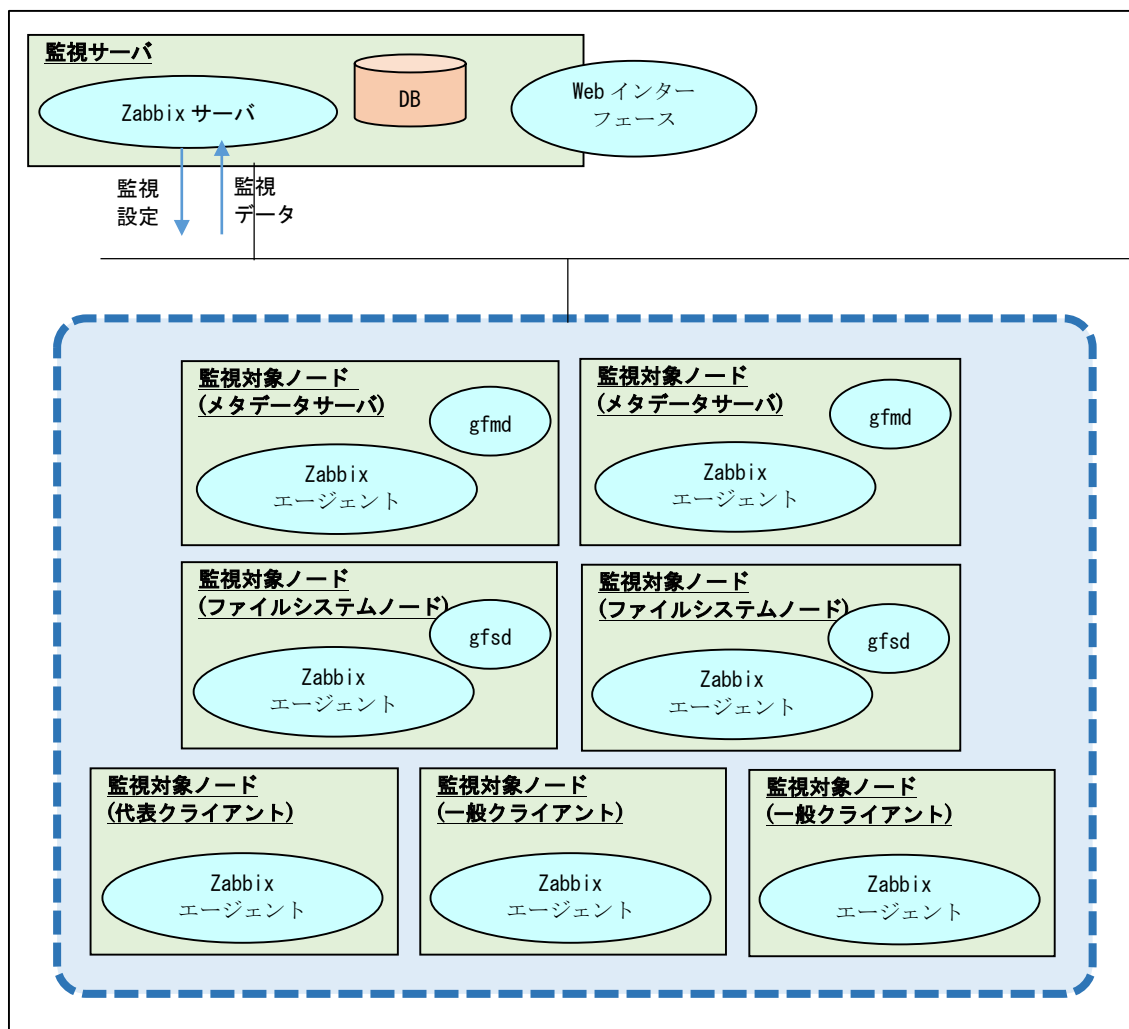 監視サーバ
Zabbix サーバ
DB
Web インター
フェース
監視
設定
監視
データ
監視対象ノード
(メタデータサーバ)
gfmd
Zabbix
エージェント
監視対象ノード
(メタデータサーバ)
gfmd
Zabbix
エージェント
監視対象ノード
(ファイルシステムノード)
gfsd
Zabbix
エージェント
監視対象ノード
(ファイルシステムノード)
gfsd
Zabbix
エージェント
監視対象ノード
(代表クライアント)
Zabbix
エージェント
監視対象ノード
(一般クライアント)
Zabbix
エージェント
監視対象ノード
(一般クライアント)
Zabbix
エージェント